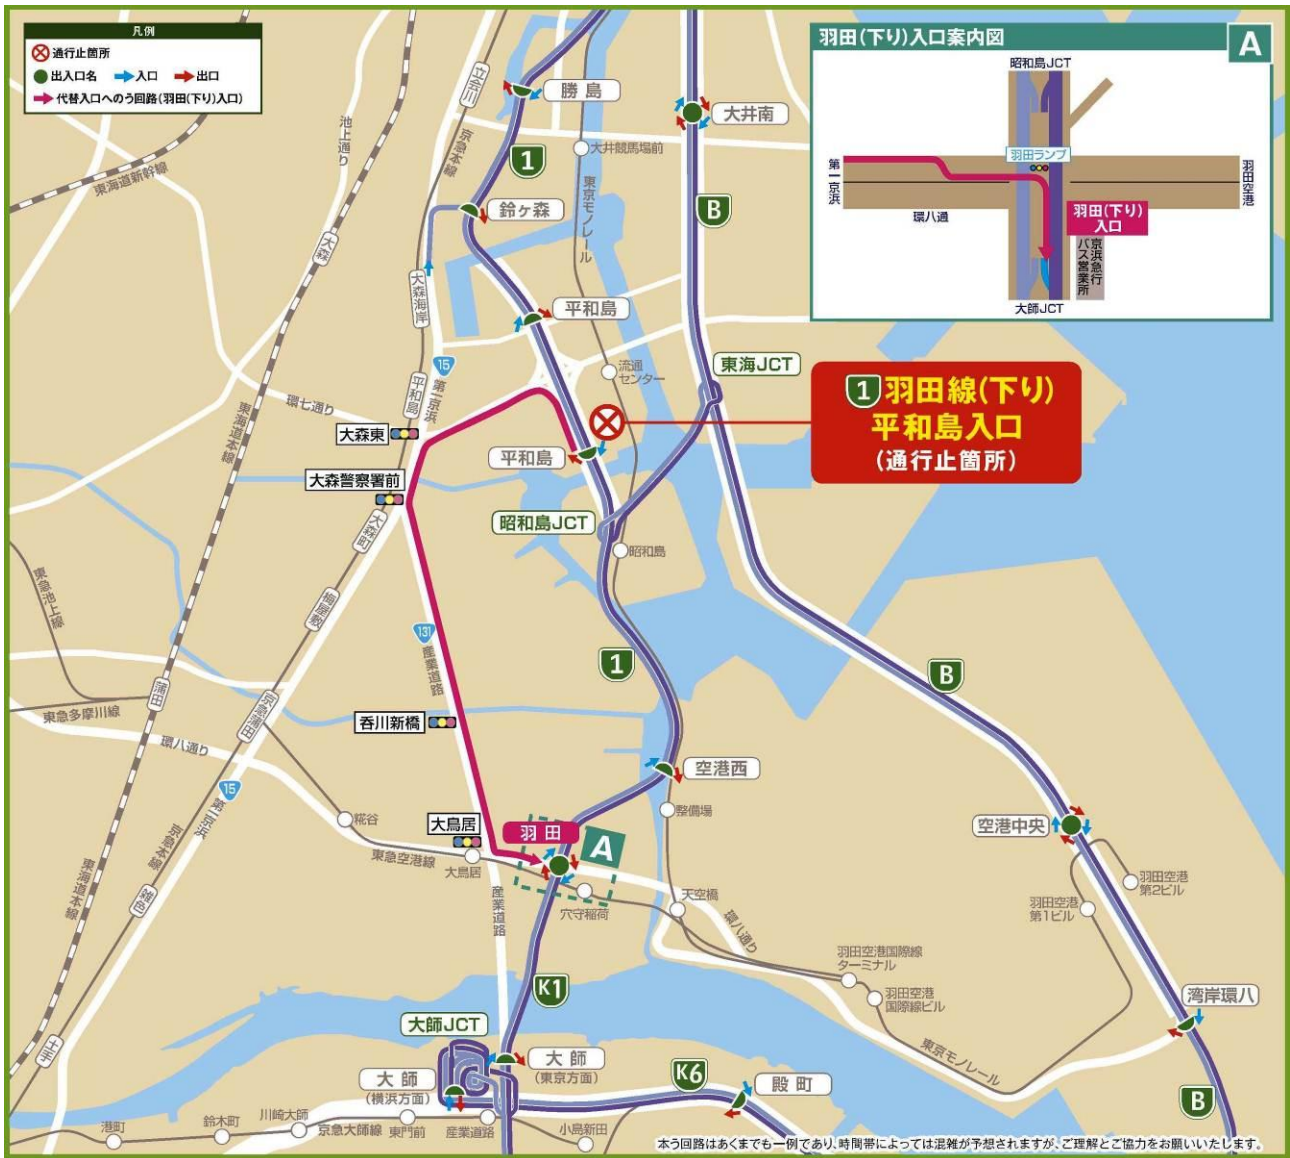 凡例
通行止箇所
出入口名 入口 出口
代替入口へのう回路(羽田(下り)入口)
羽田(下り)入口案内図
A
昭和島JCT
羽田ランプ
第一京浜
羽田空港
環八通
羽田(下り)
入口
京浜急行
バス営業所
大師JCT
1 羽田線(下り)
平和島入口
(通行止箇所)
勝島
大井南
立会川
京急本線
池上通り
東海道新幹線
大井競馬場前
東京モノレール
1
B
鈴ヶ森
大森
大森海岸
平和島
15
第一京浜
流通
センター
東海JCT
環七通り
平和島
東海道本線
大森東
平和島
大森警察署前
大森町
昭和島JCT
昭和島
東急池上線
梅屋敷
131
産業道路
1
B
蒲田
東急多摩川線
京急蒲田
呑川新橋
環八通り
15
第一京浜
空港西
整備場
糀谷
大鳥居
羽田
A
空港中央
東急空港線
大鳥居
京急本線
雑色
東海道本線
産業道路
穴守稲荷
天空橋
環八通り
羽田空港
第2ビル
羽田空港
第1ビル
羽田空港国際線
ターミナル
羽田空港
国際線ビル
K1
湾岸環八
大師JCT
大師
(東京方面)
土手
大師
(横浜方面)
K6
殿町
東京モノレール
B
港町
鈴木町
川崎大師
京急大師線
東門前
産業道路
小島新田
本う回路はあくまでも一例であり、時間帯によっては混雑が予想されますが、ご理解とご協力をお願いいたします。